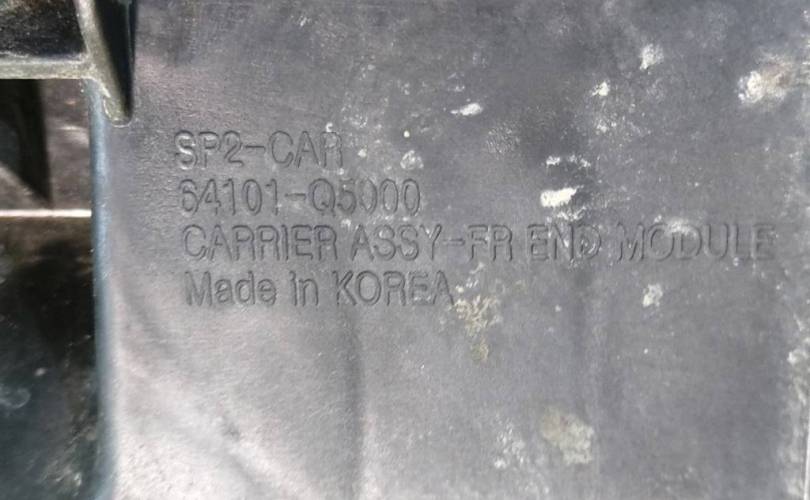 SP2-CAR
64101-Q5000
CARRIER ASSY-FR END MODULE
Made in KOREA